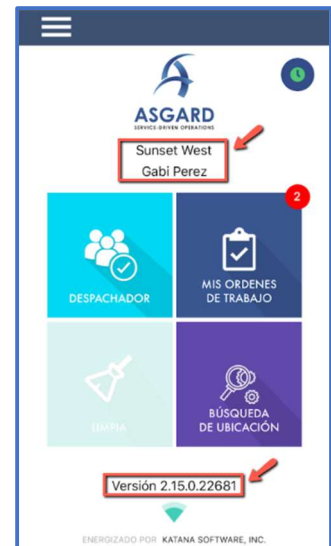 ASGARD
SERVICE-DRIVEN OPERATIONS
Sunset West
Gabi Perez
2
DESPACHADOR
MIS ORDENES
DE TRABAJO
LIMPIA
BÚSQUEDA
DE UBICACIÓN
Versión 2.15.0.22681
ENERGIZADO POR KATANA SOFTWARE, INC.